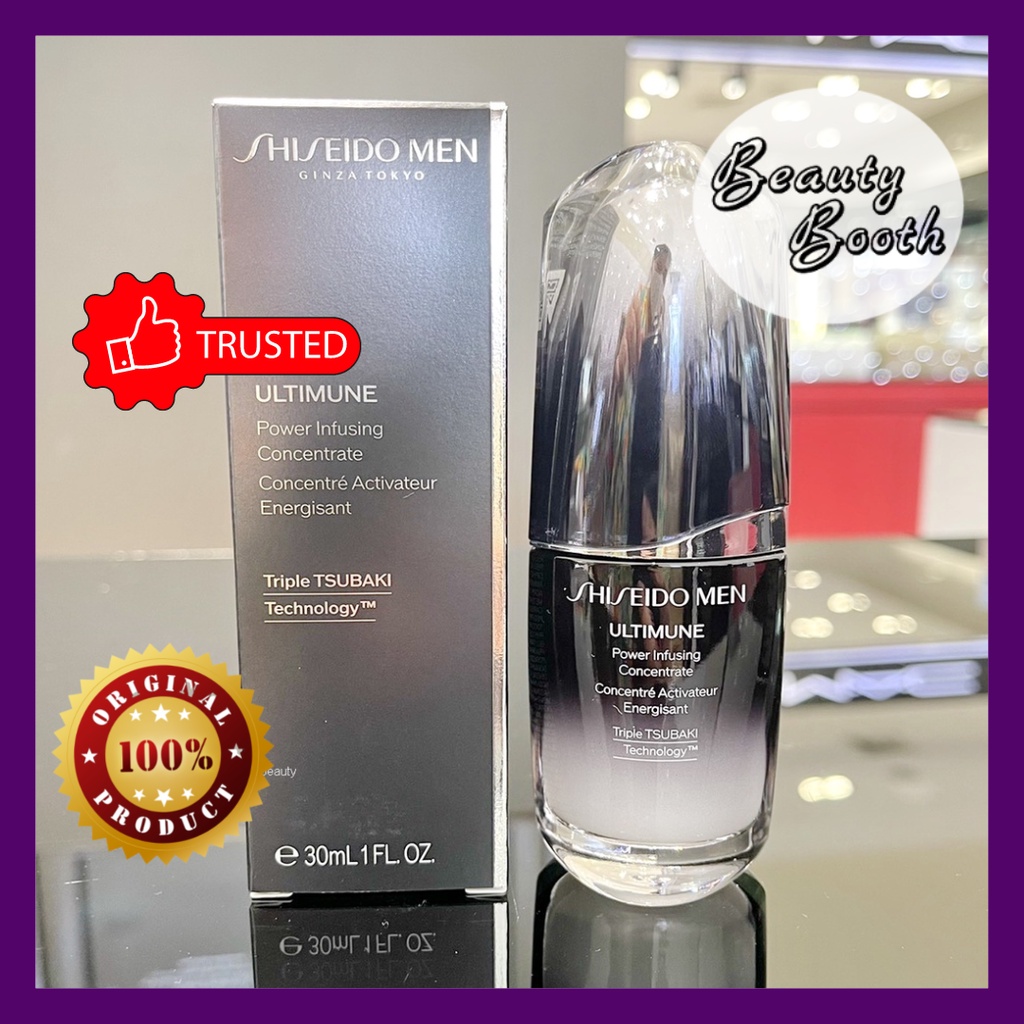 SHISEIDO MEN
GINZA TOKYO
Beauty
Booth
TRUSTED
ULTIMUNE
Power Infusing
Concentrate
Concentré Activateur
Energisant
Triple TSUBAKI
Technology™
ORIGINAL
100%
PRODUCT
℮ 30mL 1 FL. OZ.
SHISEIDO MEN
ULTIMUNE
Power Infusing
Concentrate
Concentré Activateur
Energisant
Triple TSUBAKI
Technology™